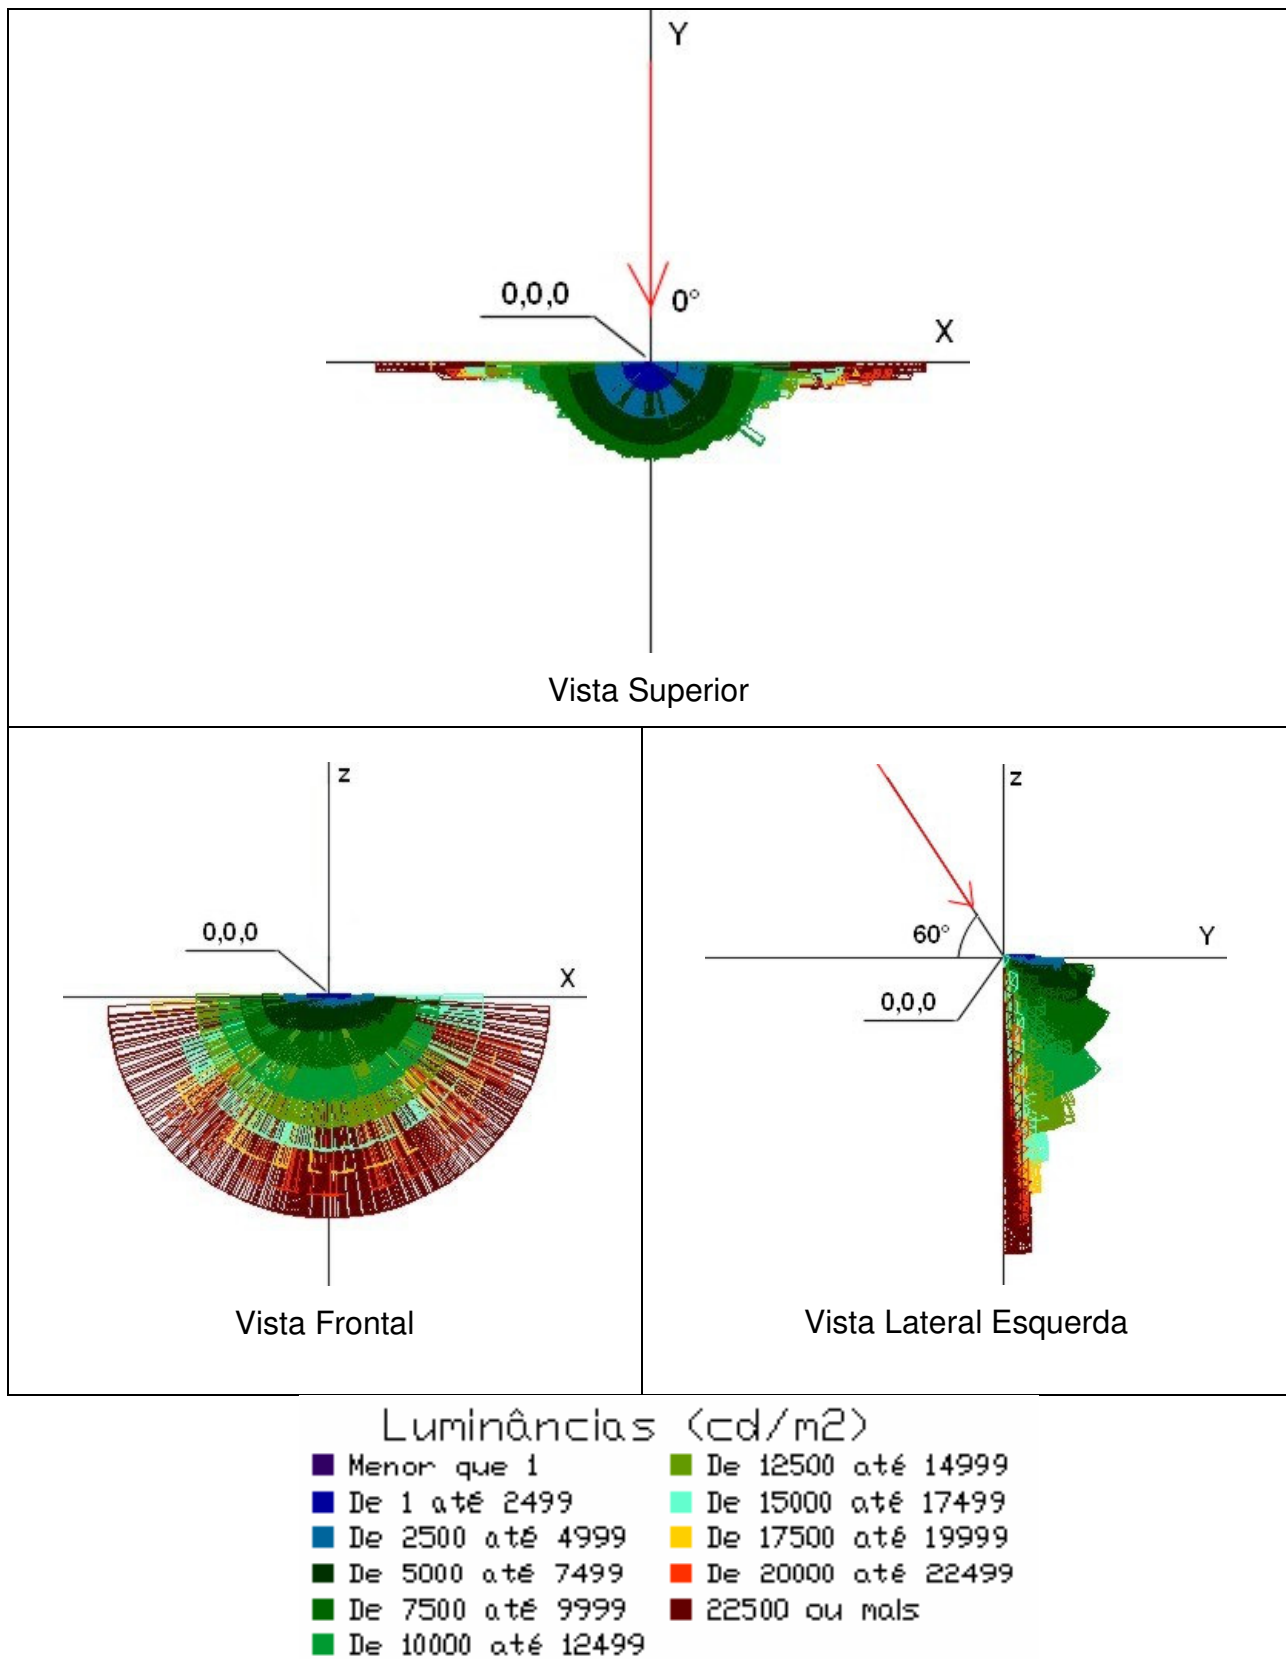 Y
0,0,0
0°
X
Vista Superior
z
0,0,0
X
Vista Frontal
z
60°
Y
0,0,0
Vista Lateral Esquerda
Luminâncias (cd/m2)
Menor que 1
De 1 até 2499
De 2500 até 4999
De 5000 até 7499
De 7500 até 9999
De 10000 até 12499
De 12500 até 14999
De 15000 até 17499
De 17500 até 19999
De 20000 até 22499
22500 ou mais